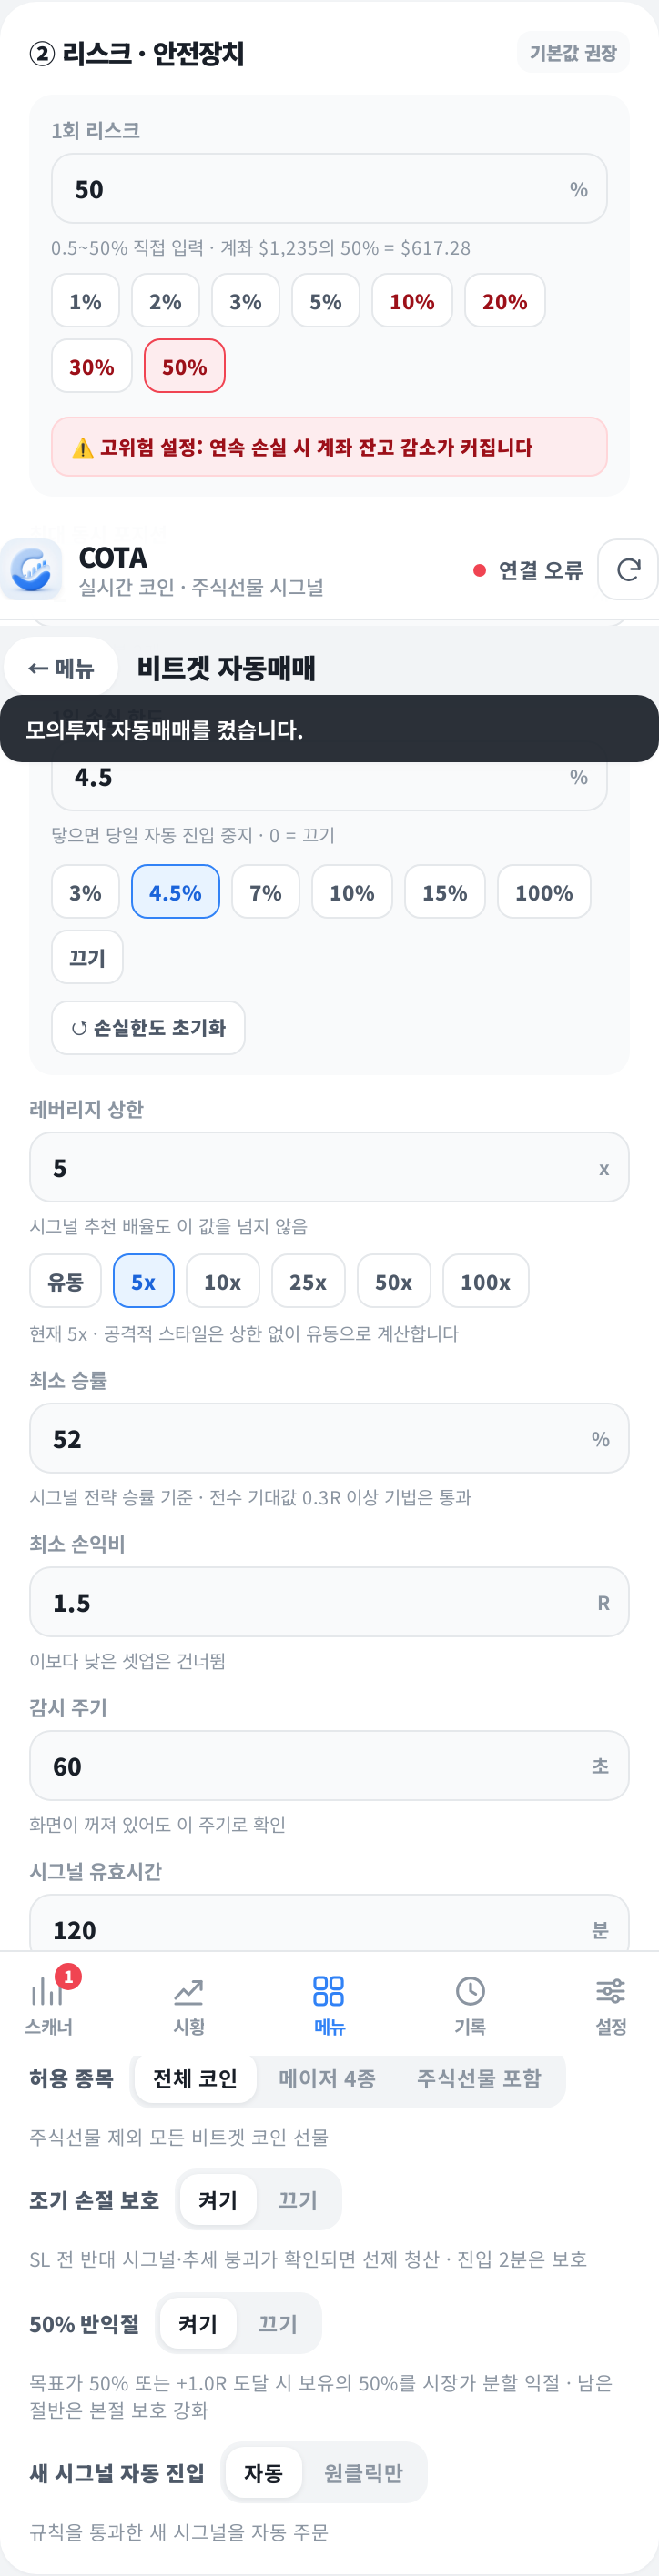 ② 리스크 · 안전장치
기본값 권장
1회 리스크
50 %
0.5~50% 직접 입력 · 계좌 $1,235의 50% = $617.28
1% 2% 3% 5% 10% 20%
30% 50%
⚠️ 고위험 설정: 연속 손실 시 계좌 잔고 감소가 커집니다
COTA
실시간 코인 · 주식선물 시그널
연결 오류
← 메뉴
비트겟 자동매매
모의투자 자동매매를 켰습니다.
4.5 %
닿으면 당일 자동 진입 중지 · 0 = 끄기
3% 4.5% 7% 10% 15% 100%
끄기
손실한도 초기화
레버리지 상한
5 x
시그널 추천 배율도 이 값을 넘지 않음
유동 5x 10x 25x 50x 100x
현재 5x · 공격적 스타일은 상한 없이 유동으로 계산합니다
최소 승률
52 %
시그널 전략 승률 기준 · 전수 기대값 0.3R 이상 기법은 통과
최소 손익비
1.5 R
이보다 낮은 셋업은 건너뜀
감시 주기
60 초
화면이 꺼져 있어도 이 주기로 확인
시그널 유효시간
120 분
1
스캐너 시황 메뉴 기록 설정
허용 종목 전체 코인 메이저 4종 주식선물 포함
주식선물 제외 모든 비트겟 코인 선물
조기 손절 보호 켜기 끄기
SL 전 반대 시그널·추세 붕괴가 확인되면 선제 청산 · 진입 2분은 보호
50% 반익절 켜기 끄기
목표가 50% 또는 +1.0R 도달 시 보유의 50%를 시장가 분할 익절 · 남은
절반은 본절 보호 강화
새 시그널 자동 진입 자동 원클릭만
규칙을 통과한 새 시그널을 자동 주문